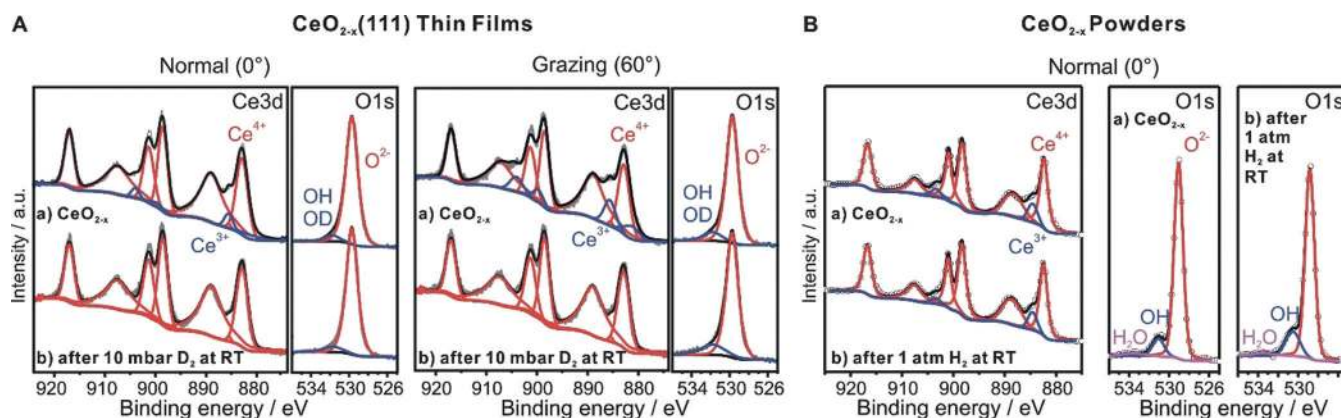 A
CeO2-x(111) Thin Films
Normal (0°)
Grazing (60°)
Intensity / a.u.
Ce3d
Ce4+
a) CeO2-x
Ce3+
b) after 10 mbar D2 at RT
920 900 890 880
Binding energy / eV
O1s
O2-
OH
OD
534 530 526
Ce3d
Ce4+
a) CeO2-x
Ce3+
b) after 10 mbar D2 at RT
920 900 890 880
Binding energy / eV
O1s
O2-
OH
OD
534 530 526
B
CeO2-x Powders
Normal (0°)
Intensity / a.u.
Ce3d
Ce4+
a) CeO2-x
Ce3+
b) after 1 atm H2 at RT
925 915 900 890 880
Binding energy / eV
O1s
a) CeO2-x
O2-
OH
H2O
534 530 526
O1s
b) after
1 atm
H2 at
RT
OH
H2O
534 530
Binding energy / eV